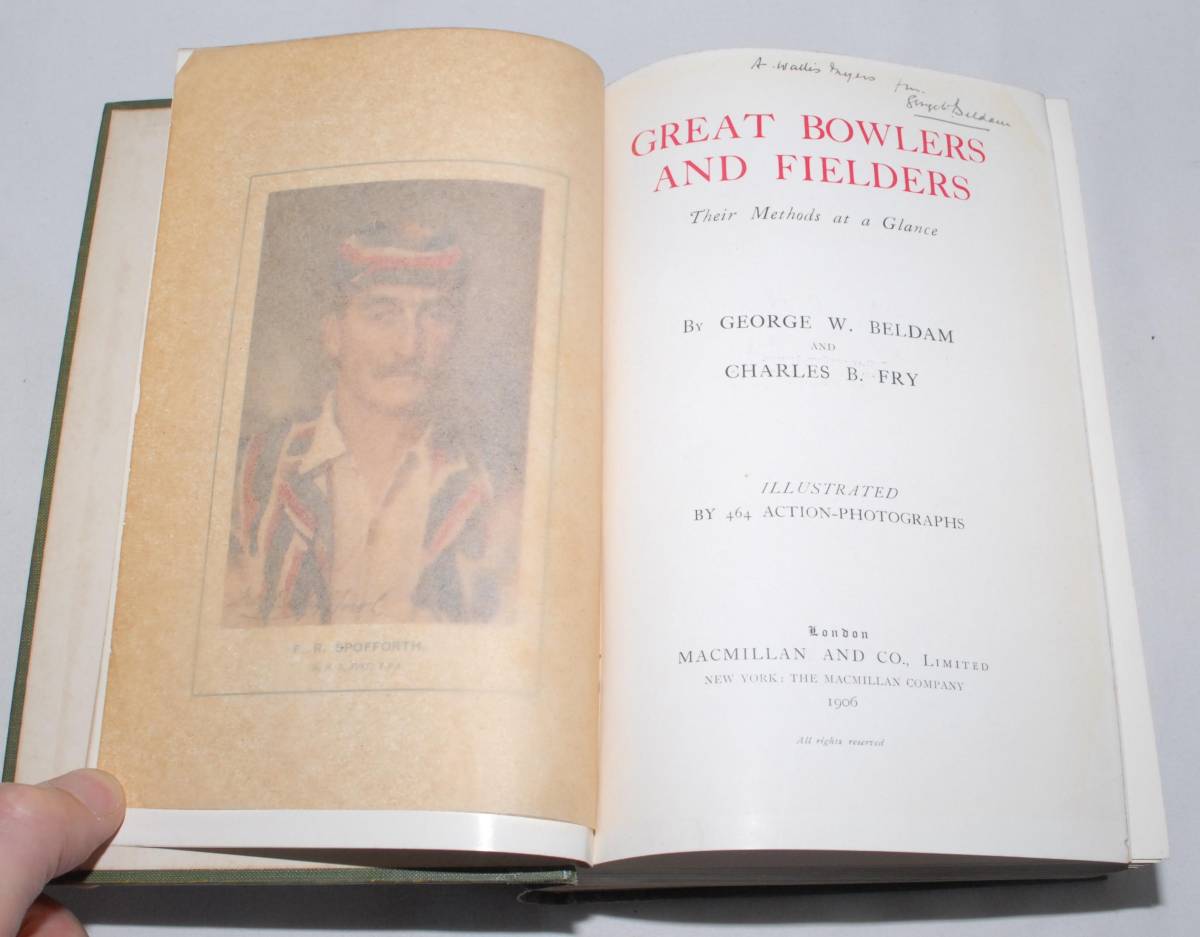 F. R. SPOFFORTH.
A. Wallis Myers
from
George W. Beldam
GREAT BOWLERS
AND FIELDERS
Their Methods at a Glance
BY GEORGE W. BELDAM
AND
CHARLES B. FRY
ILLUSTRATED
BY 464 ACTION-PHOTOGRAPHS
London
MACMILLAN AND CO., LIMITED
NEW YORK: THE MACMILLAN COMPANY
1906
All rights reserved